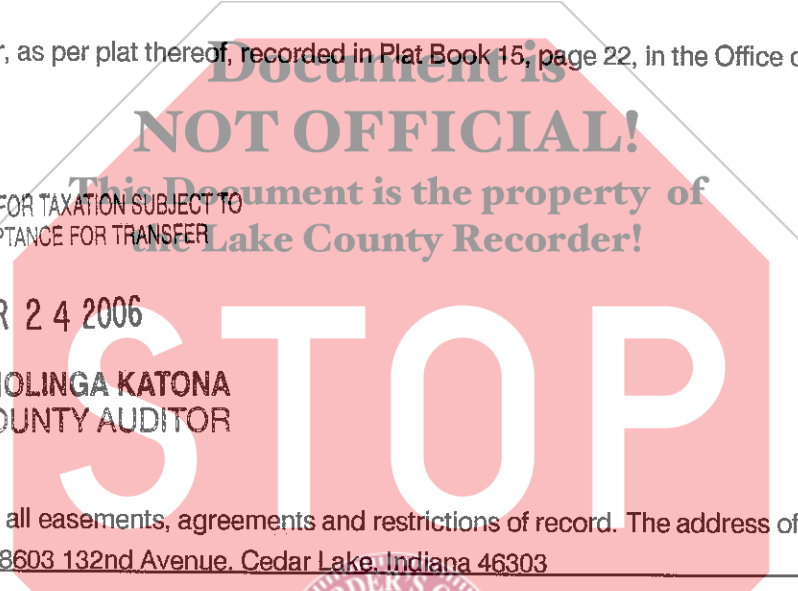 r, as per plat thereof, recorded in Plat Book 15, page 22, in the Office o
Document is
NOT OFFICIAL!
This Document is the property of
the Lake County Recorder!
FOR TAXATION SUBJECT TO
PTANCE FOR TRANSFER
R 24 2006
OLINGA KATONA
OUNTY AUDITOR
STOP
all easements, agreements and restrictions of record. The address of
8603 132nd Avenue, Cedar Lake, Indiana 46303
DER'S